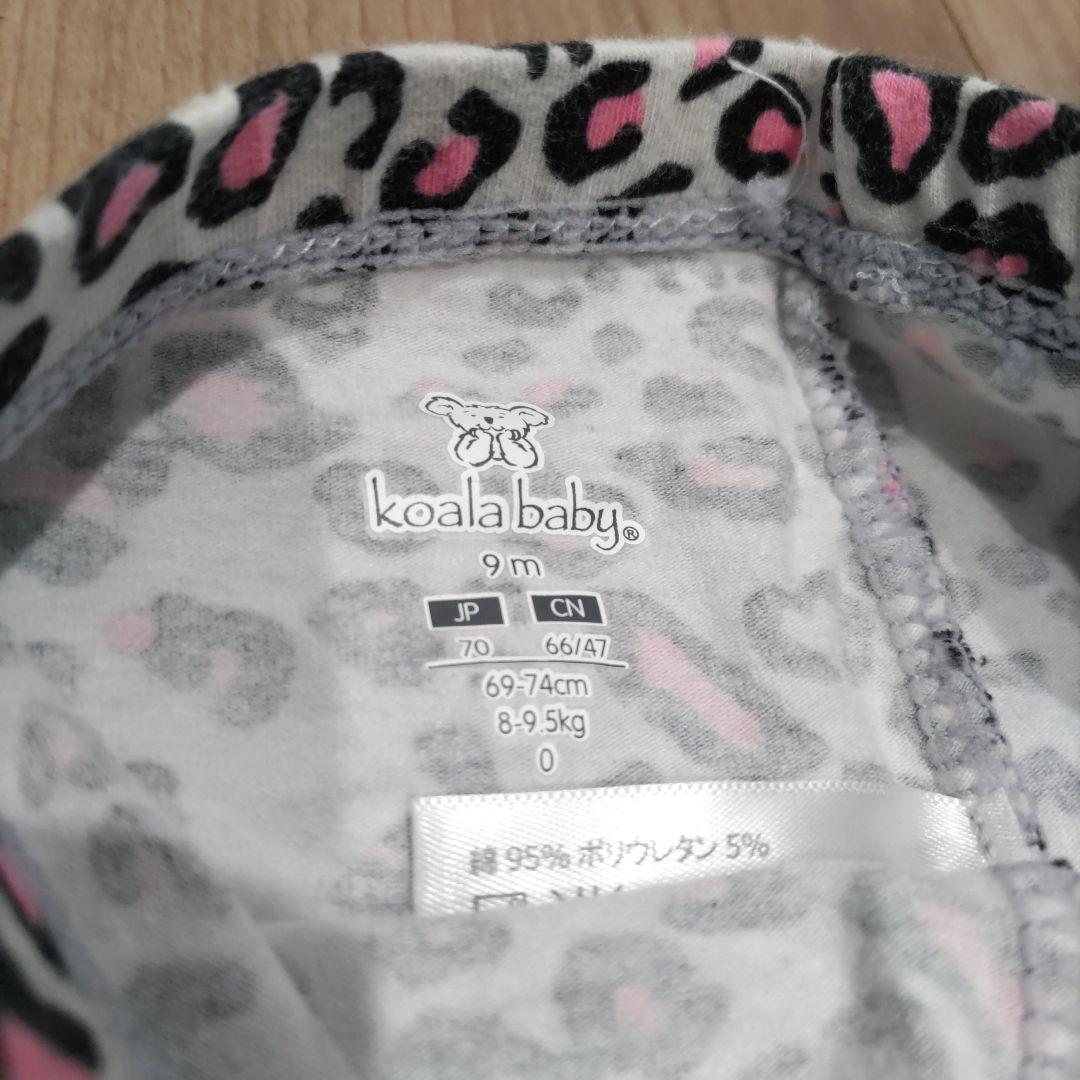 koala baby®
9 m
JP CN
70 66/47
69-74cm
8-9.5kg
0
綿 95% ポリウレタン 5%